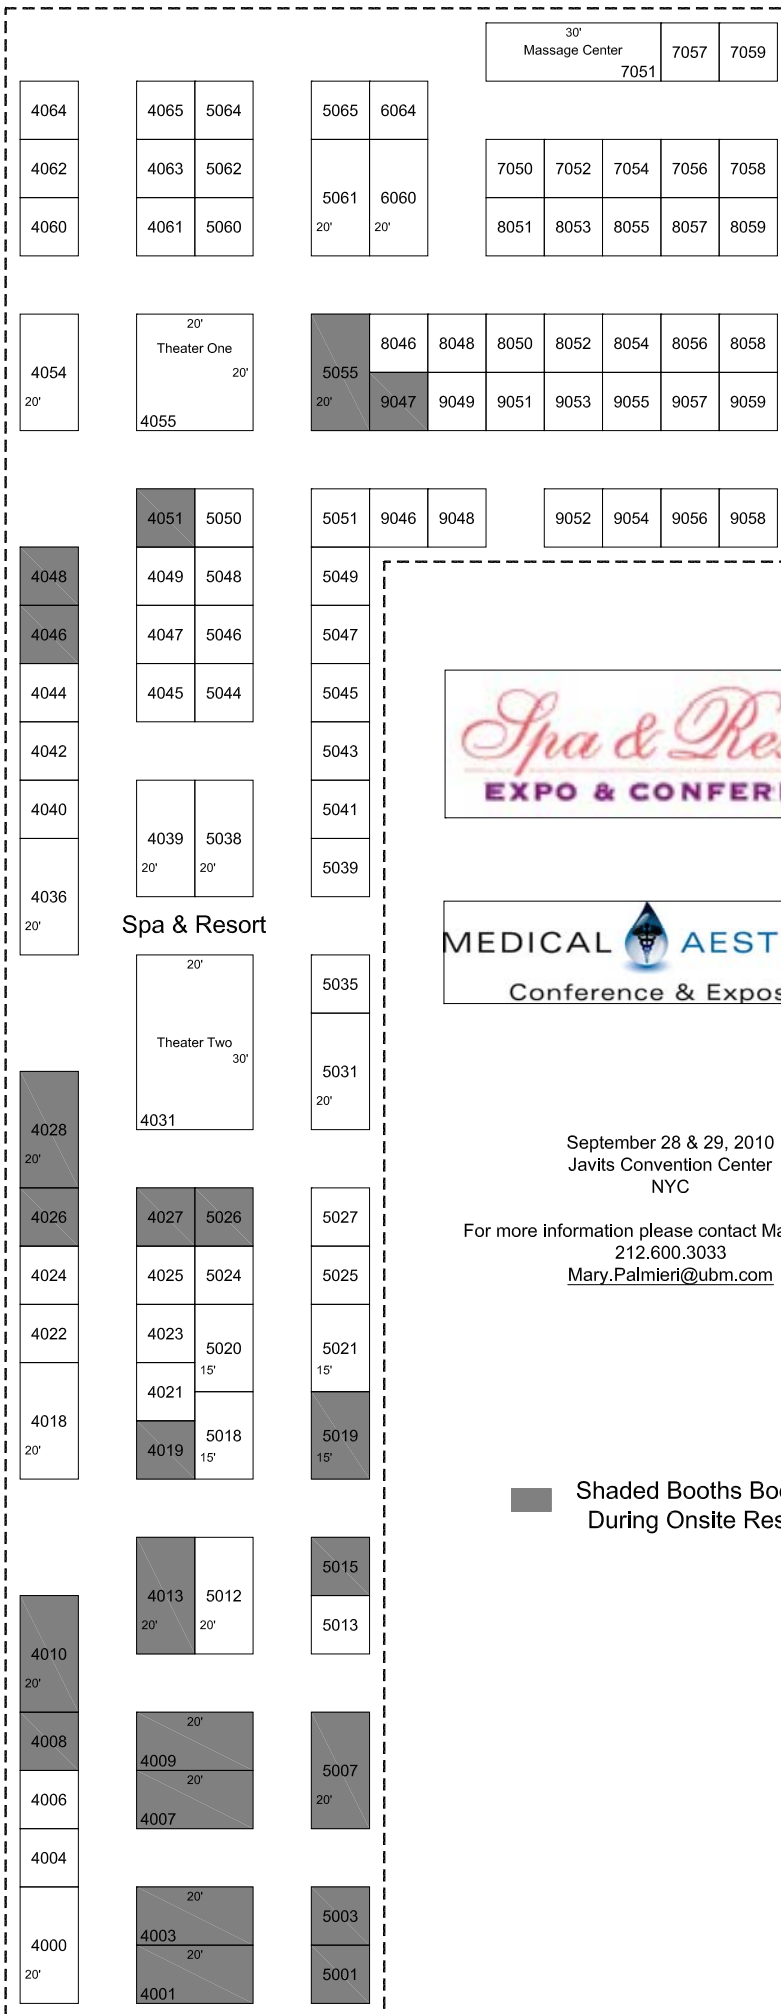 30'
Massage Center
7051 7057 7059
4064 4065 5064 5065 6064
4062 4063 5062 5061 6060 7050 7052 7054 7056 7058
20' 20'
4060 4061 5060 8051 8053 8055 8057 8059
20'
Theater One
20'
4055
4054
20'
5055
20'
8046 8048 8050 8052 8054 8056 8058
9047 9049 9051 9053 9055 9057 9059
4051 5050 5051 9046 9048 9052 9054 9056 9058
4048 4049 5048 5049
4046 4047 5046 5047
4044 4045 5044 5045
4042 5043
4040 4039 5038 5041
20' 20'
5039
4036
20'
Spa & Resort
EXPO & CONFER
Spa & Resort
MEDICAL AEST
Conference & Expos
20'
Theater Two
30'
4031
5035
5031
20'
September 28 & 29, 2010
Javits Convention Center
NYC
For more information please contact Ma
212.600.3033
Mary.Palmieri@ubm.com
4028
20'
4026 4027 5026 5027
4024 4025 5024 5025
4022 4023 5020 5021
15' 15'
4021
4018 4019 5018 5019
20' 15' 15'
Shaded Booths Boo
During Onsite Res
4013 5012 5015
20' 20'
5013
4010
20'
4008
20'
4009
20'
4007
5007
20'
4006
4004
4000
20'
20'
4003
20'
4001
5003
5001